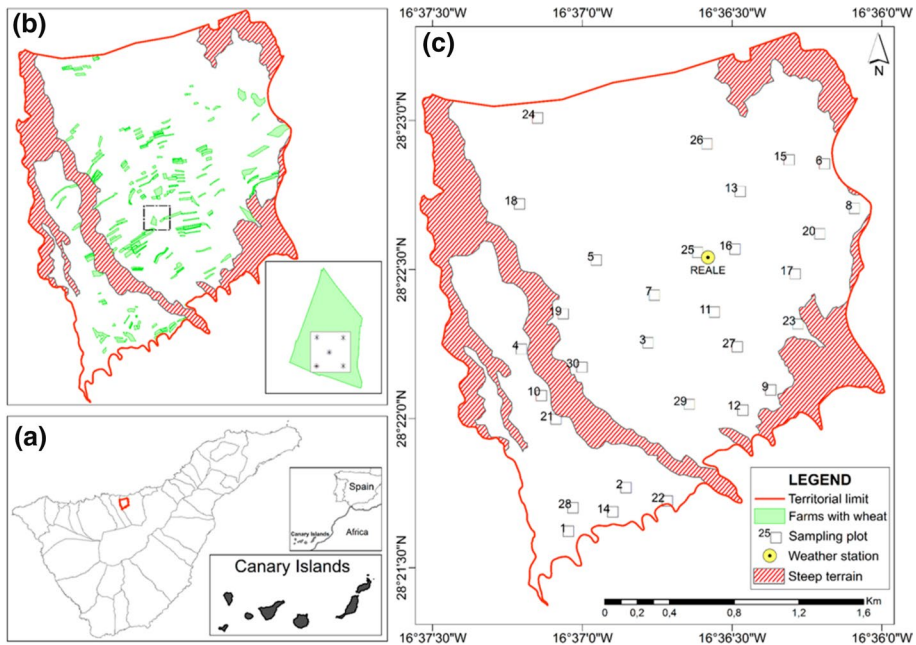 (b)
(a)
Spain
Canary Islands
Africa
Canary Islands
(c)
16°37'30"W
16°37'0"W
16°36'30"W
16°36'0"W
N
28°23'0"N
28°22'30"N
28°22'0"N
28°21'30"N
24
26
15
6
13
18
8
20
5
25
16
REALE
17
7
19
11
23
3
4
27
30
10
9
29
12
21
2
28
14
22
1
LEGEND
Territorial limit
Farms with wheat
25
Sampling plot
Weather station
Steep terrain
Km
0 0,2 0,4 0,8 1,2 1,6
16°37'30"W
16°37'0"W
16°36'30"W
16°36'0"W